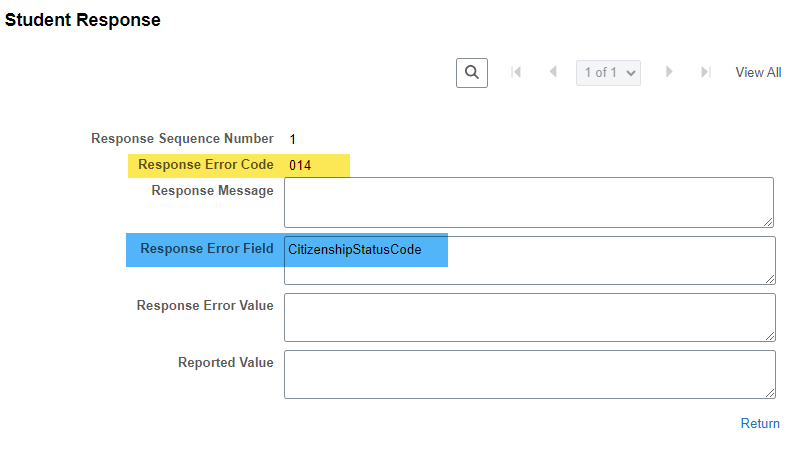 Student Response
1 of 1
View All
Response Sequence Number 1
Response Error Code 014
Response Message
Response Error Field CitizenshipStatusCode
Response Error Value
Reported Value
Return